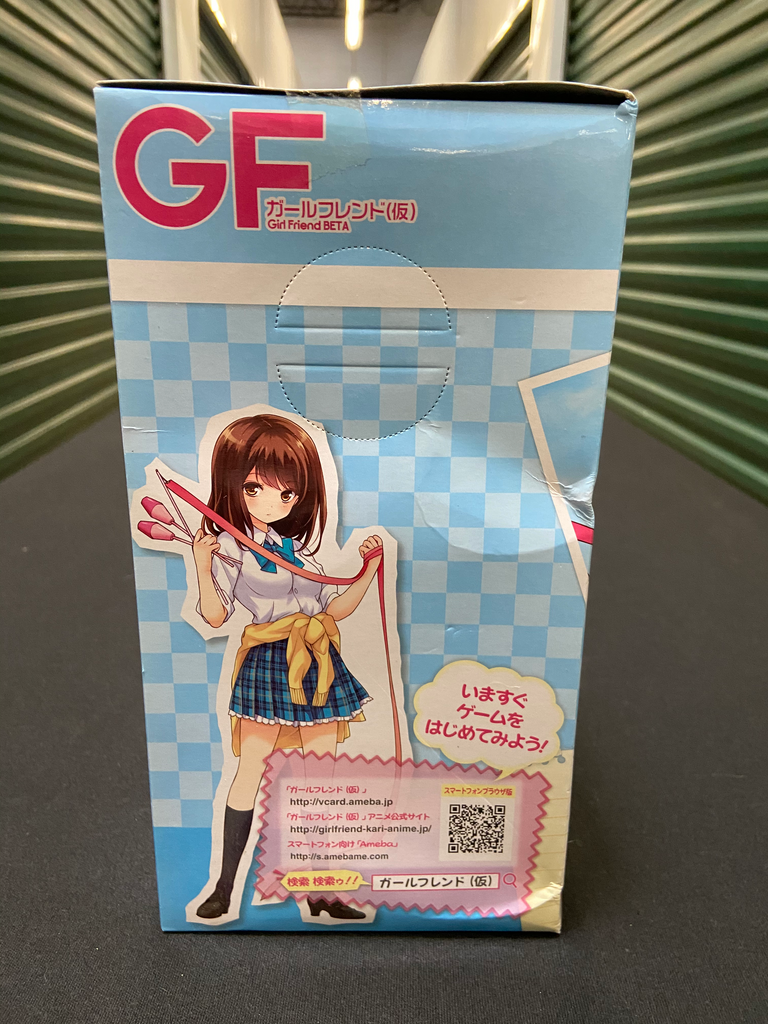 GF
ガールフレンド(仮)
Girl Friend BETA
いますぐ
ゲームを
はじめてみよう!
「ガールフレンド(仮)」
http://vcard.ameba.jp
「ガールフレンド(仮)」アニメ公式サイト
http://girlfriend-kari-anime.jp/
スマートフォン向け「Ameba」
http://s.amebame.com
スマートフォンブラウザ版
検索 検索ゥ!!
ガールフレンド(仮)